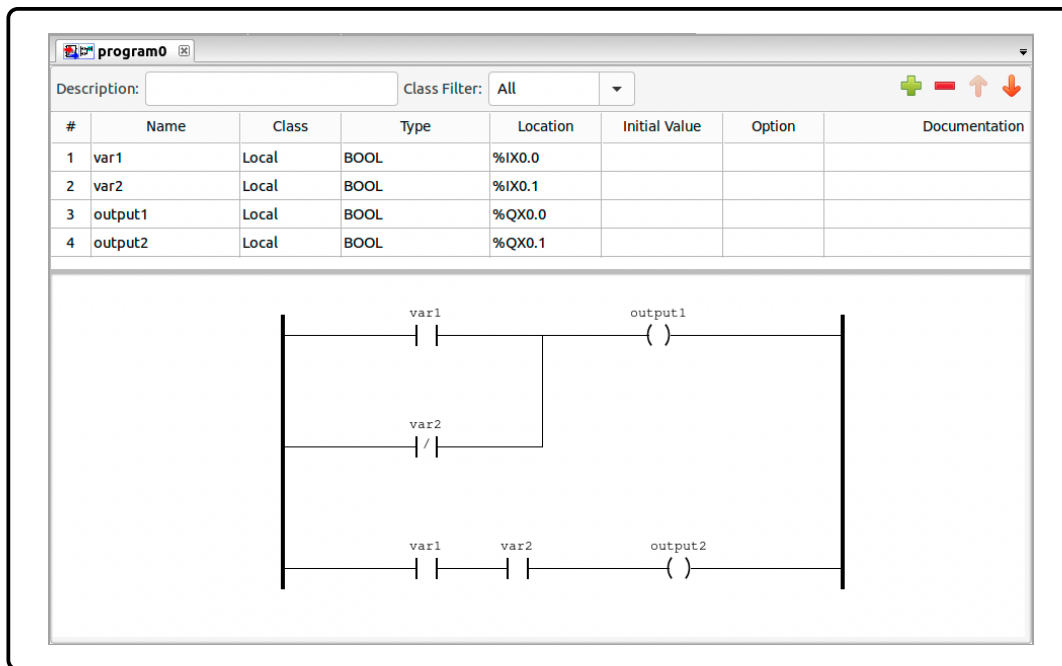 program0
Description: Class Filter: All
# Name Class Type Location Initial Value Option Documentation
1 var1 Local BOOL %IX0.0
2 var2 Local BOOL %IX0.1
3 output1 Local BOOL %QX0.0
4 output2 Local BOOL %QX0.1
var1 output1
( )
var2
/
var1 var2 output2
( )